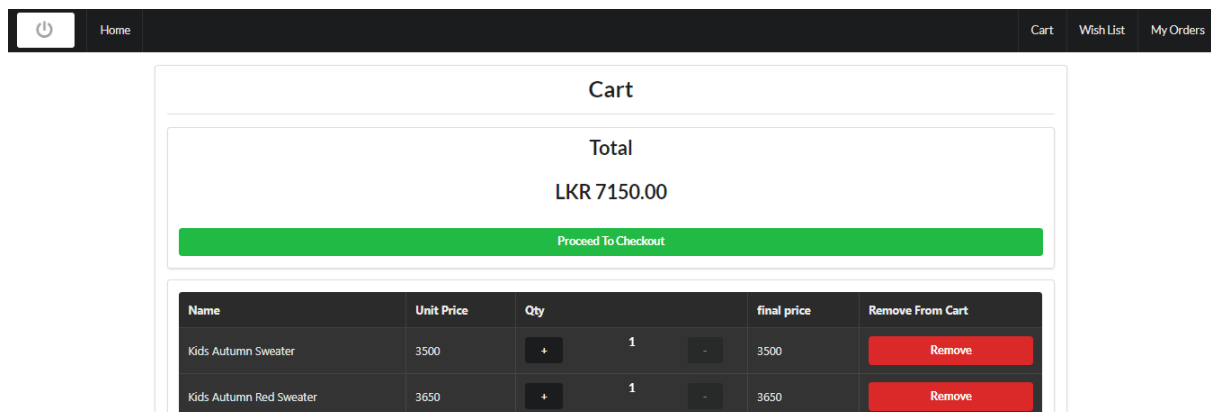 Home Cart Wish List My Orders
Cart
Total
LKR 7150.00
Proceed To Checkout
Name Unit Price Qty final price Remove From Cart
Kids Autumn Sweater 3500 + 1 - 3500 Remove
Kids Autumn Red Sweater 3650 + 1 - 3650 Remove